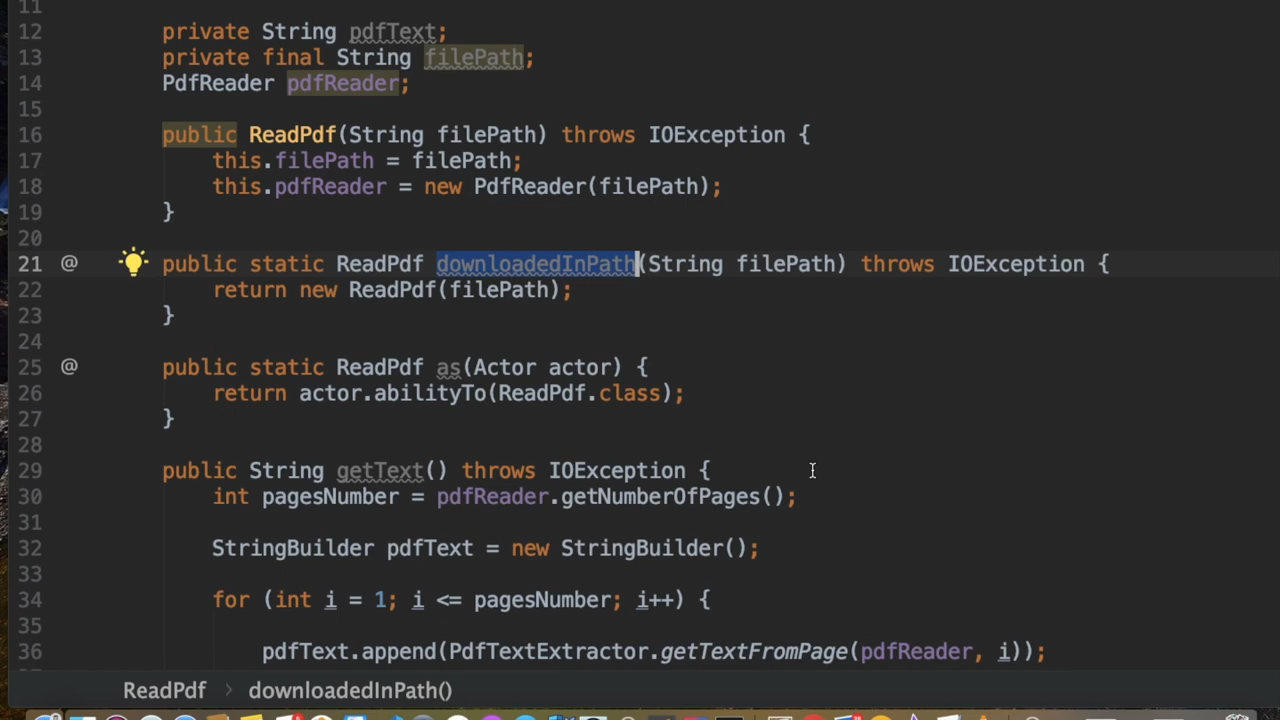 11
12 private String pdfText;
13 private final String filePath;
14 PdfReader pdfReader;
15
16 public ReadPdf(String filePath) throws IOException {
17 this.filePath = filePath;
18 this.pdfReader = new PdfReader(filePath);
19 }
20
21 @ public static ReadPdf downloadedInPath(String filePath) throws IOException {
22 return new ReadPdf(filePath);
23 }
24
25 @ public static ReadPdf as(Actor actor) {
26 return actor.abilityTo(ReadPdf.class);
27 }
28
29 public String getText() throws IOException {
30 int pagesNumber = pdfReader.getNumberOfPages();
31
32 StringBuilder pdfText = new StringBuilder();
33
34 for (int i = 1; i <= pagesNumber; i++) {
35
36 pdfText.append(PdfTextExtractor.getTextFromPage(pdfReader, i));
ReadPdf > downloadedInPath()